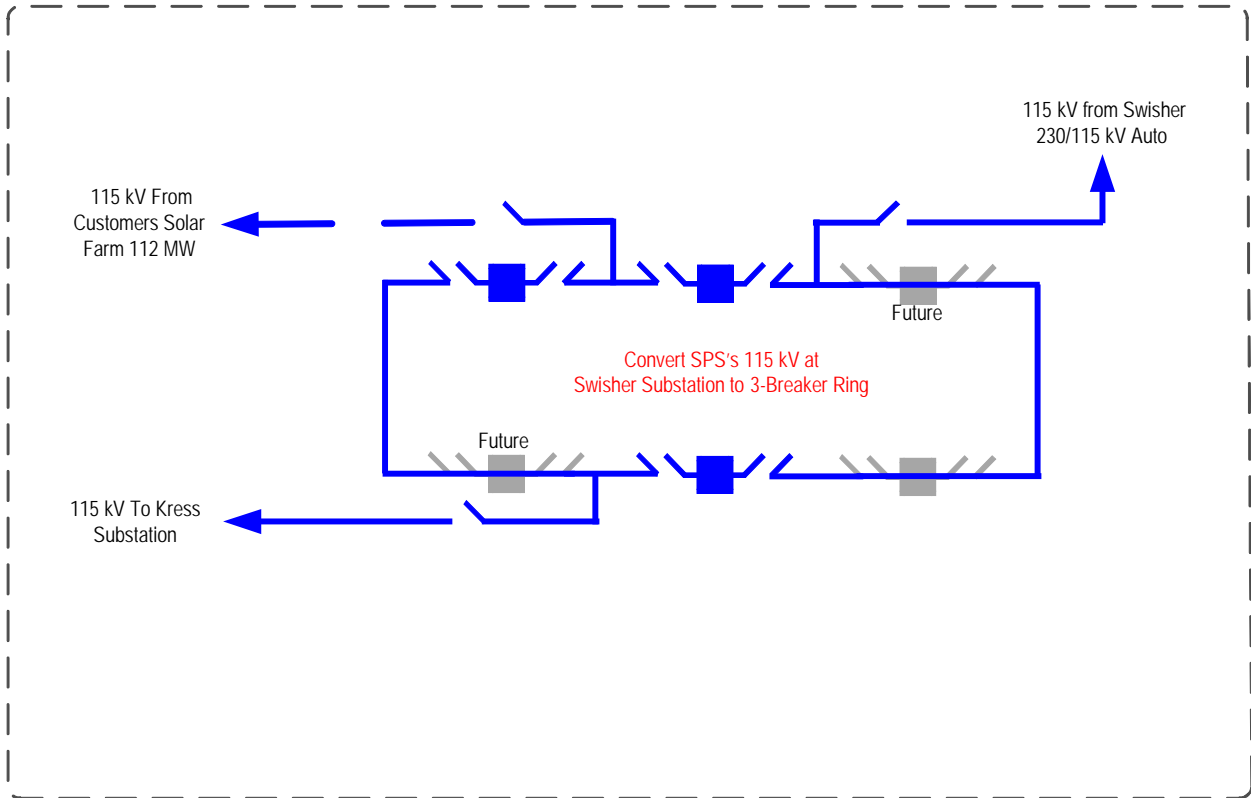 115 kV from Swisher
230/115 kV Auto
115 kV From
Customers Solar
Farm 112 MW
Future
Convert SPS’s 115 kV at
Swisher Substation to 3-Breaker Ring
Future
115 kV To Kress
Substation